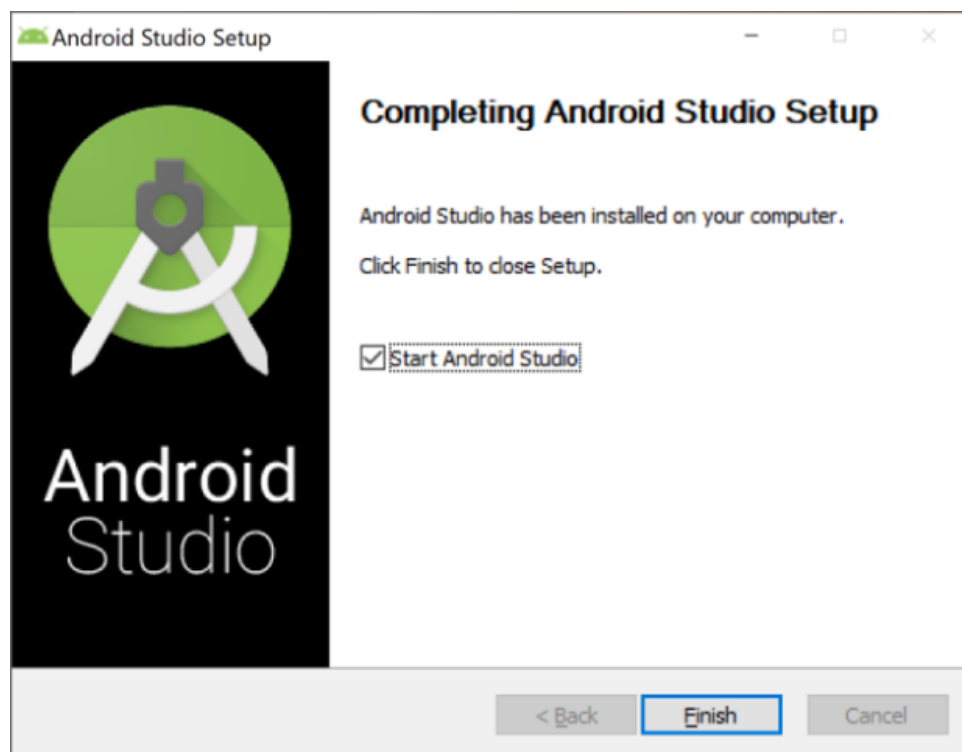 Android Studio Setup
Completing Android Studio Setup
Android Studio has been installed on your computer.
Click Finish to close Setup.
Start Android Studio
Android
Studio
< Back
Finish
Cancel